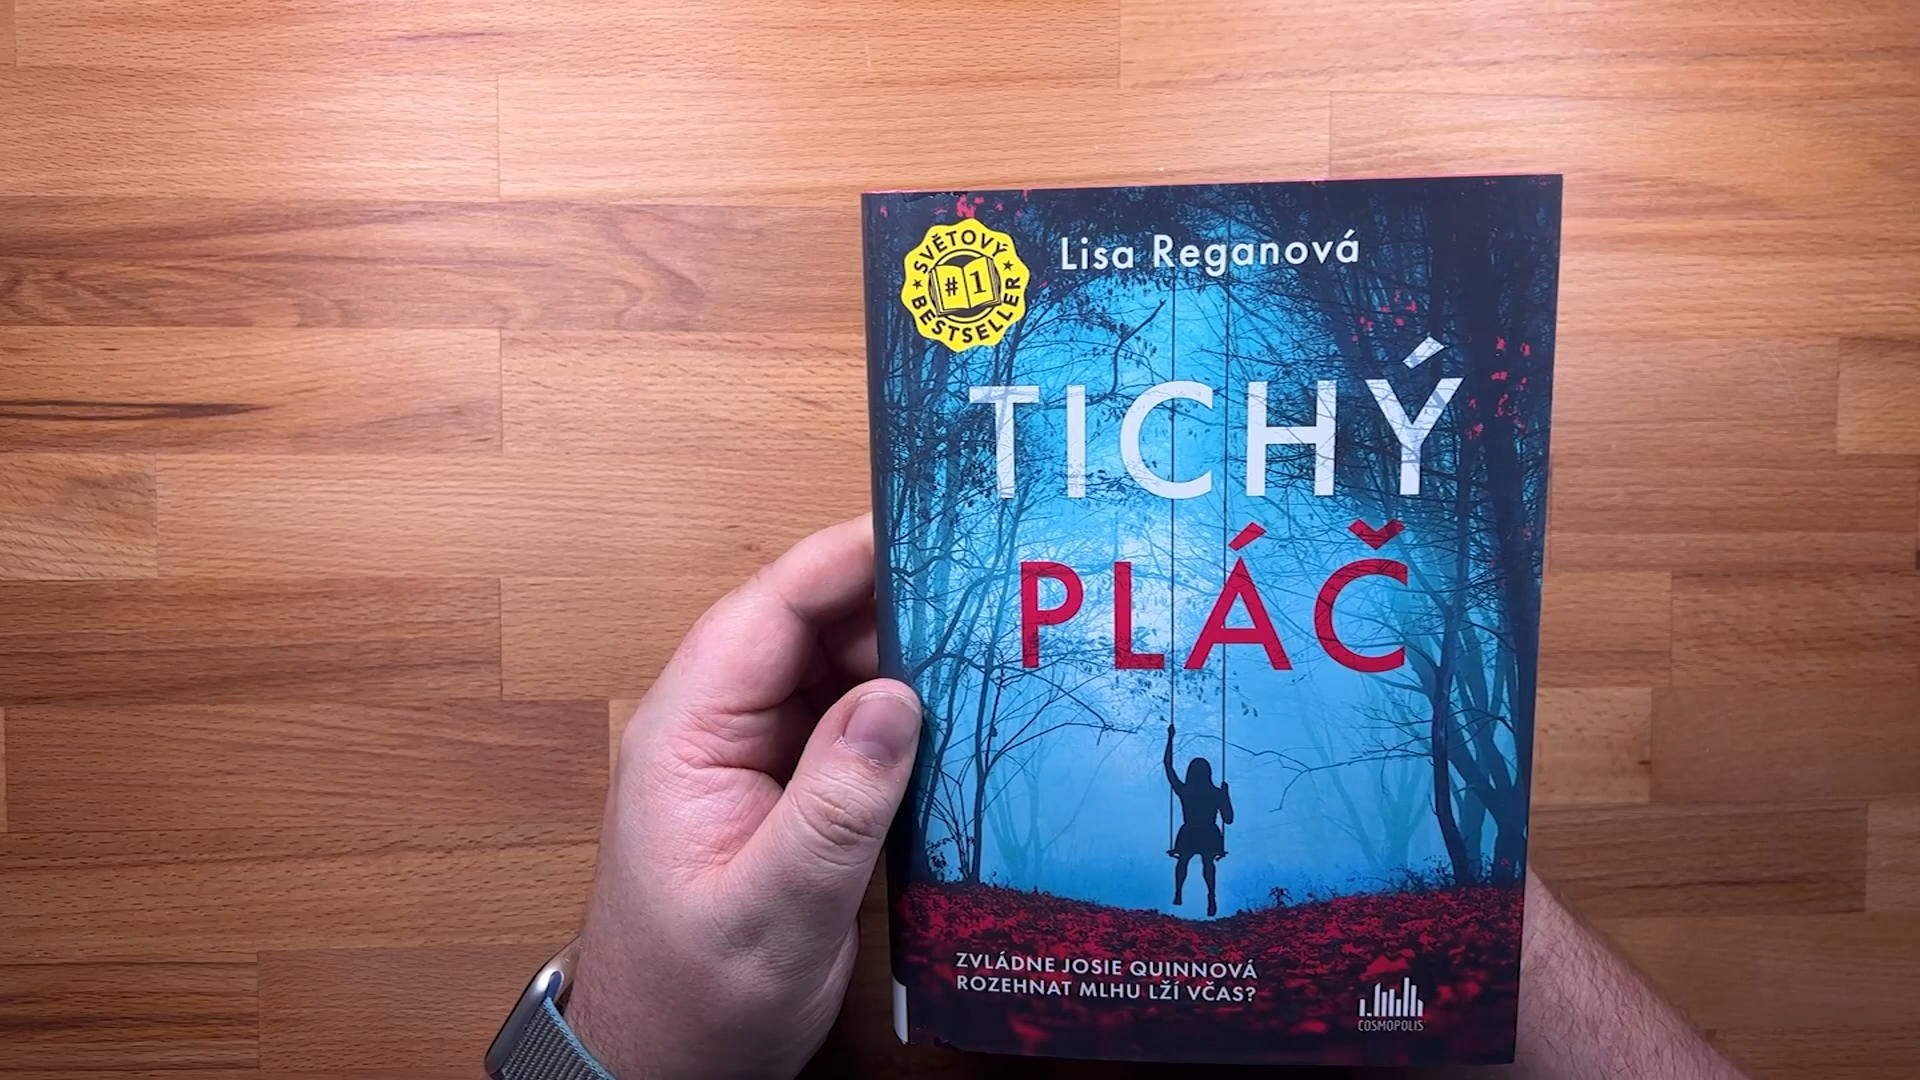 SVĚTOVÝ
#1
BESTSELLER
Lisa Reganová
TICHÝ
PLÁČ
ZVLÁDNE JOSIE QUINNOVÁ
ROZEHNAT MLHU LŽÍ VČAS?
COSMOPOLIS